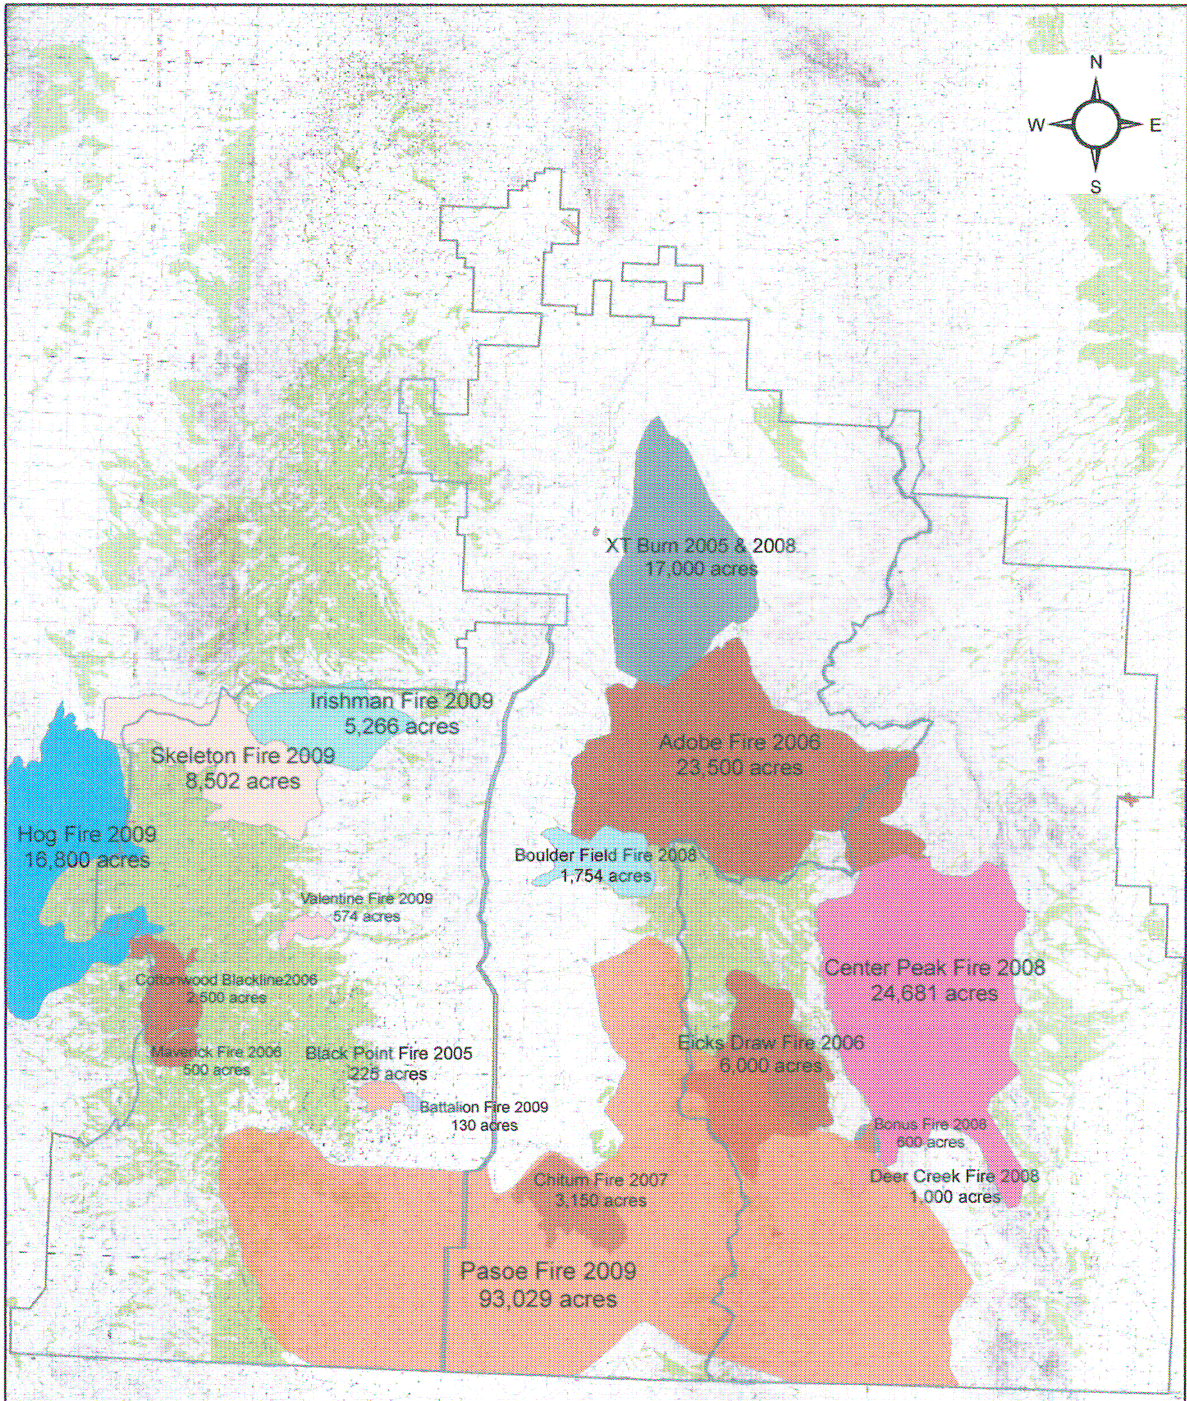 N
W E
S
XT Burn 2005 & 2008
17,000 acres
Irishman Fire 2009
5,266 acres
Adobe Fire 2006
23,500 acres
Skeleton Fire 2009
8,502 acres
Hog Fire 2009
16,800 acres
Boulder Field Fire 2008
1,754 acres
Valentine Fire 2009
574 acres
Center Peak Fire 2008
24,681 acres
Cottonwood Blackline2006
2,500 acres
Eicks Draw Fire 2006
6,000 acres
Maverick Fire 2006
500 acres
Black Point Fire 2005
225 acres
Battalion Fire 2009
130 acres
Bonus Fire 2008
600 acres
Deer Creek Fire 2008
1,000 acres
Chitum Fire 2007
3,150 acres
Pasoe Fire 2009
93,029 acres